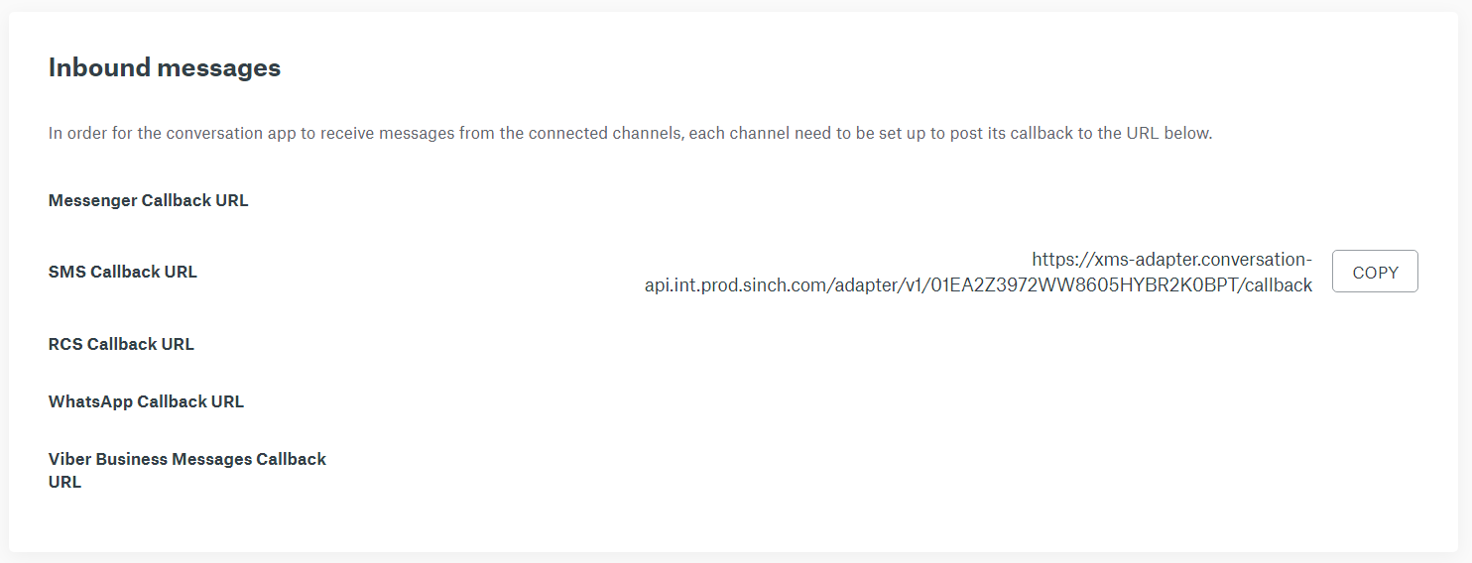 Inbound messages
In order for the conversation app to receive messages from the connected channels, each channel need to be set up to post its callback to the URL below.
Messenger Callback URL
SMS Callback URL
https://xms-adapter.conversation-
api.int.prod.sinch.com/adapter/v1/01EA2Z3972WW8605HYBR2K0BPT/callback
COPY
RCS Callback URL
WhatsApp Callback URL
Viber Business Messages Callback
URL